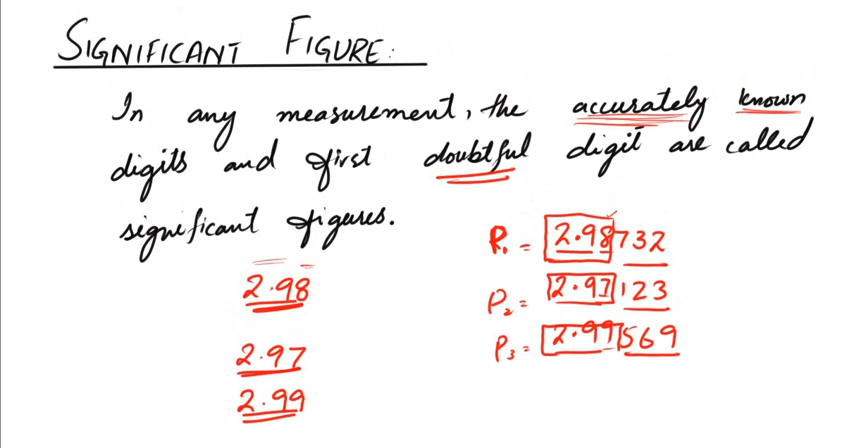 SIGNIFICANT FIGURE:
In any measurement, the accurately known
digits and first doubtful digit are called
significant figures.
P₁ = 2.98732
2.98
P₂ = 2.97123
P₃ = 2.99569
2.97
2.99